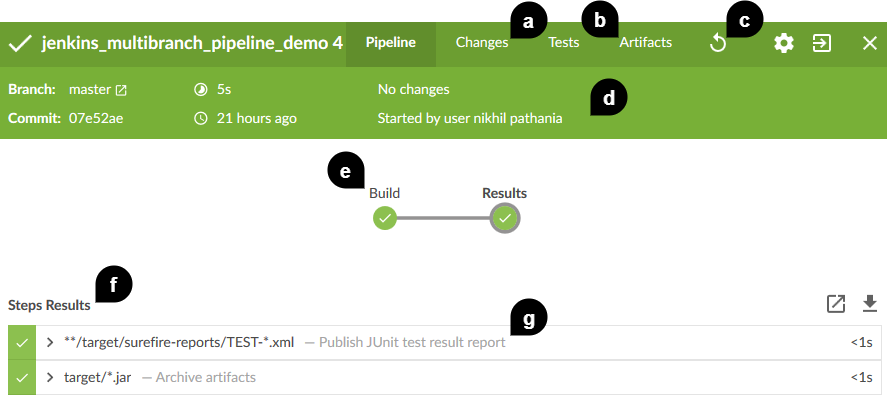 a b c
jenkins_multibranch_pipeline_demo 4 Pipeline Changes Tests Artifacts
Branch: master 5s No changes
d
Commit: 07e52ae 21 hours ago Started by user nikhil pathania
e
Build Results
f
Steps Results
g
**/target/surefire-reports/TEST-*.xml — Publish JUnit test result report <1s
target/*.jar — Archive artifacts <1s